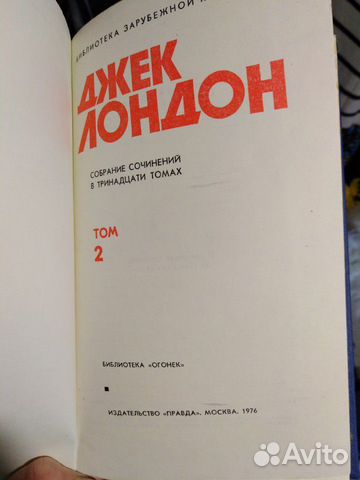 БИБЛИОТЕКА ЗАРУБЕЖНОЙ
ДЖЕК
ЛОНДОН
СОБРАНИЕ СОЧИНЕНИЙ
В ТРИНАДЦАТИ ТОМАХ
ТОМ
2
БИБЛИОТЕКА «ОГОНЕК»
ИЗДАТЕЛЬСТВО «ПРАВДА». МОСКВА. 1976
Avito